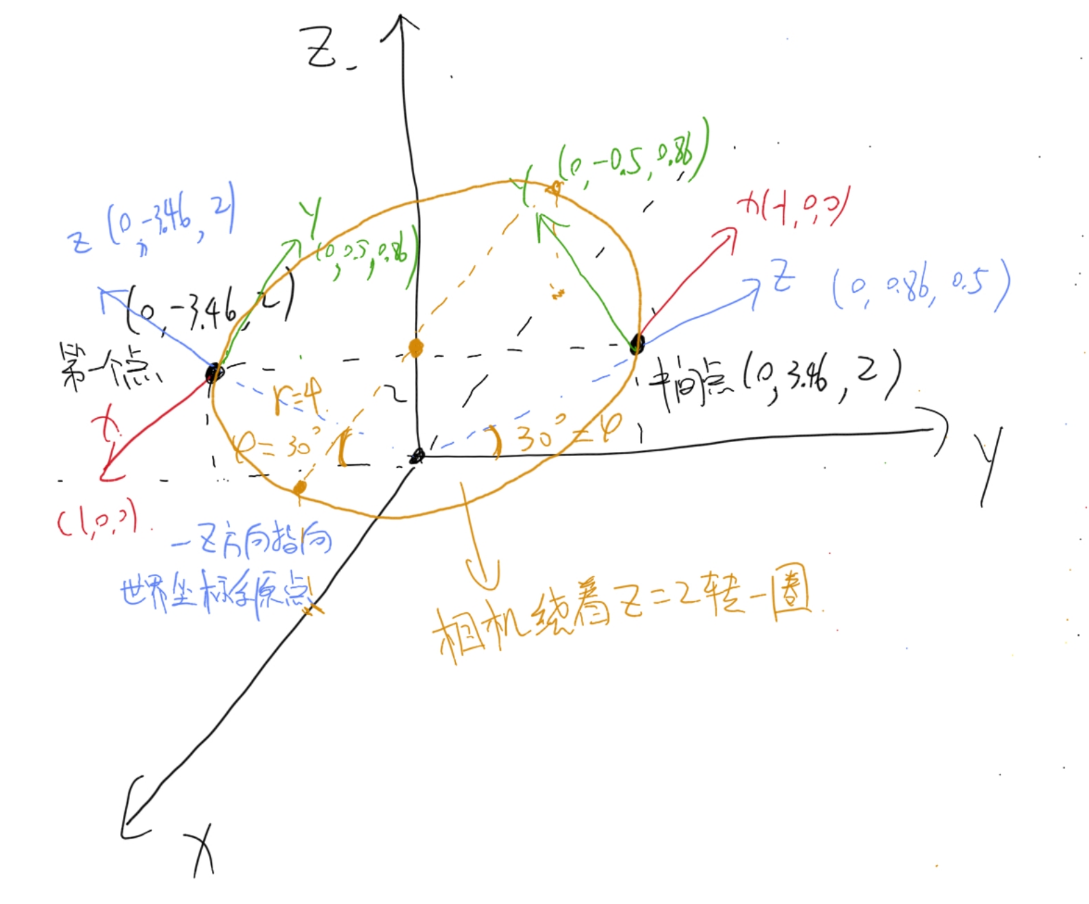 Z
(0,-0.5,0.86)
Y
x(-1,0,0)
z (0,-3.46,2)
Y
(0,0.5,0.86)
Z (0,0.86,0.5)
(0,-3.46,2)
第一个点
中间点(0,3.46,2)
r=4
2
x
φ=30°
30°=φ
Y
(1,0,0)
-Z方向指向
世界坐标系原点
相机绕着Z=2转一圈
X